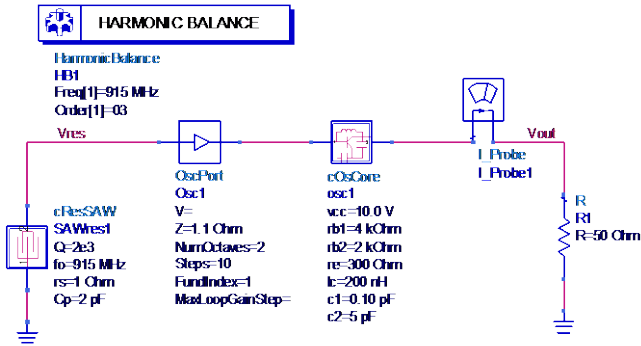 HARMONIC BALANCE
HarmonicBalance
HB1
Freq[1]=915 MHz
Order[1]=03
Vres
Vout
OscPort
Osc1
V=
Z=1.1 Ohm
NumOctaves=2
Steps=10
FundIndex=1
MaxLoopGainStep=
cOscCore
osc1
vcc=10.0 V
rb1=4 kOhm
rb2=2 kOhm
re=300 Ohm
lc=200 nH
c1=0.10 pF
c2=5 pF
I_Probe
I_Probe1
R
R1
R=50 Ohm
cResSAW
SAWres1
Q=2e3
fo=915 MHz
rs=1 Ohm
Cp=2 pF